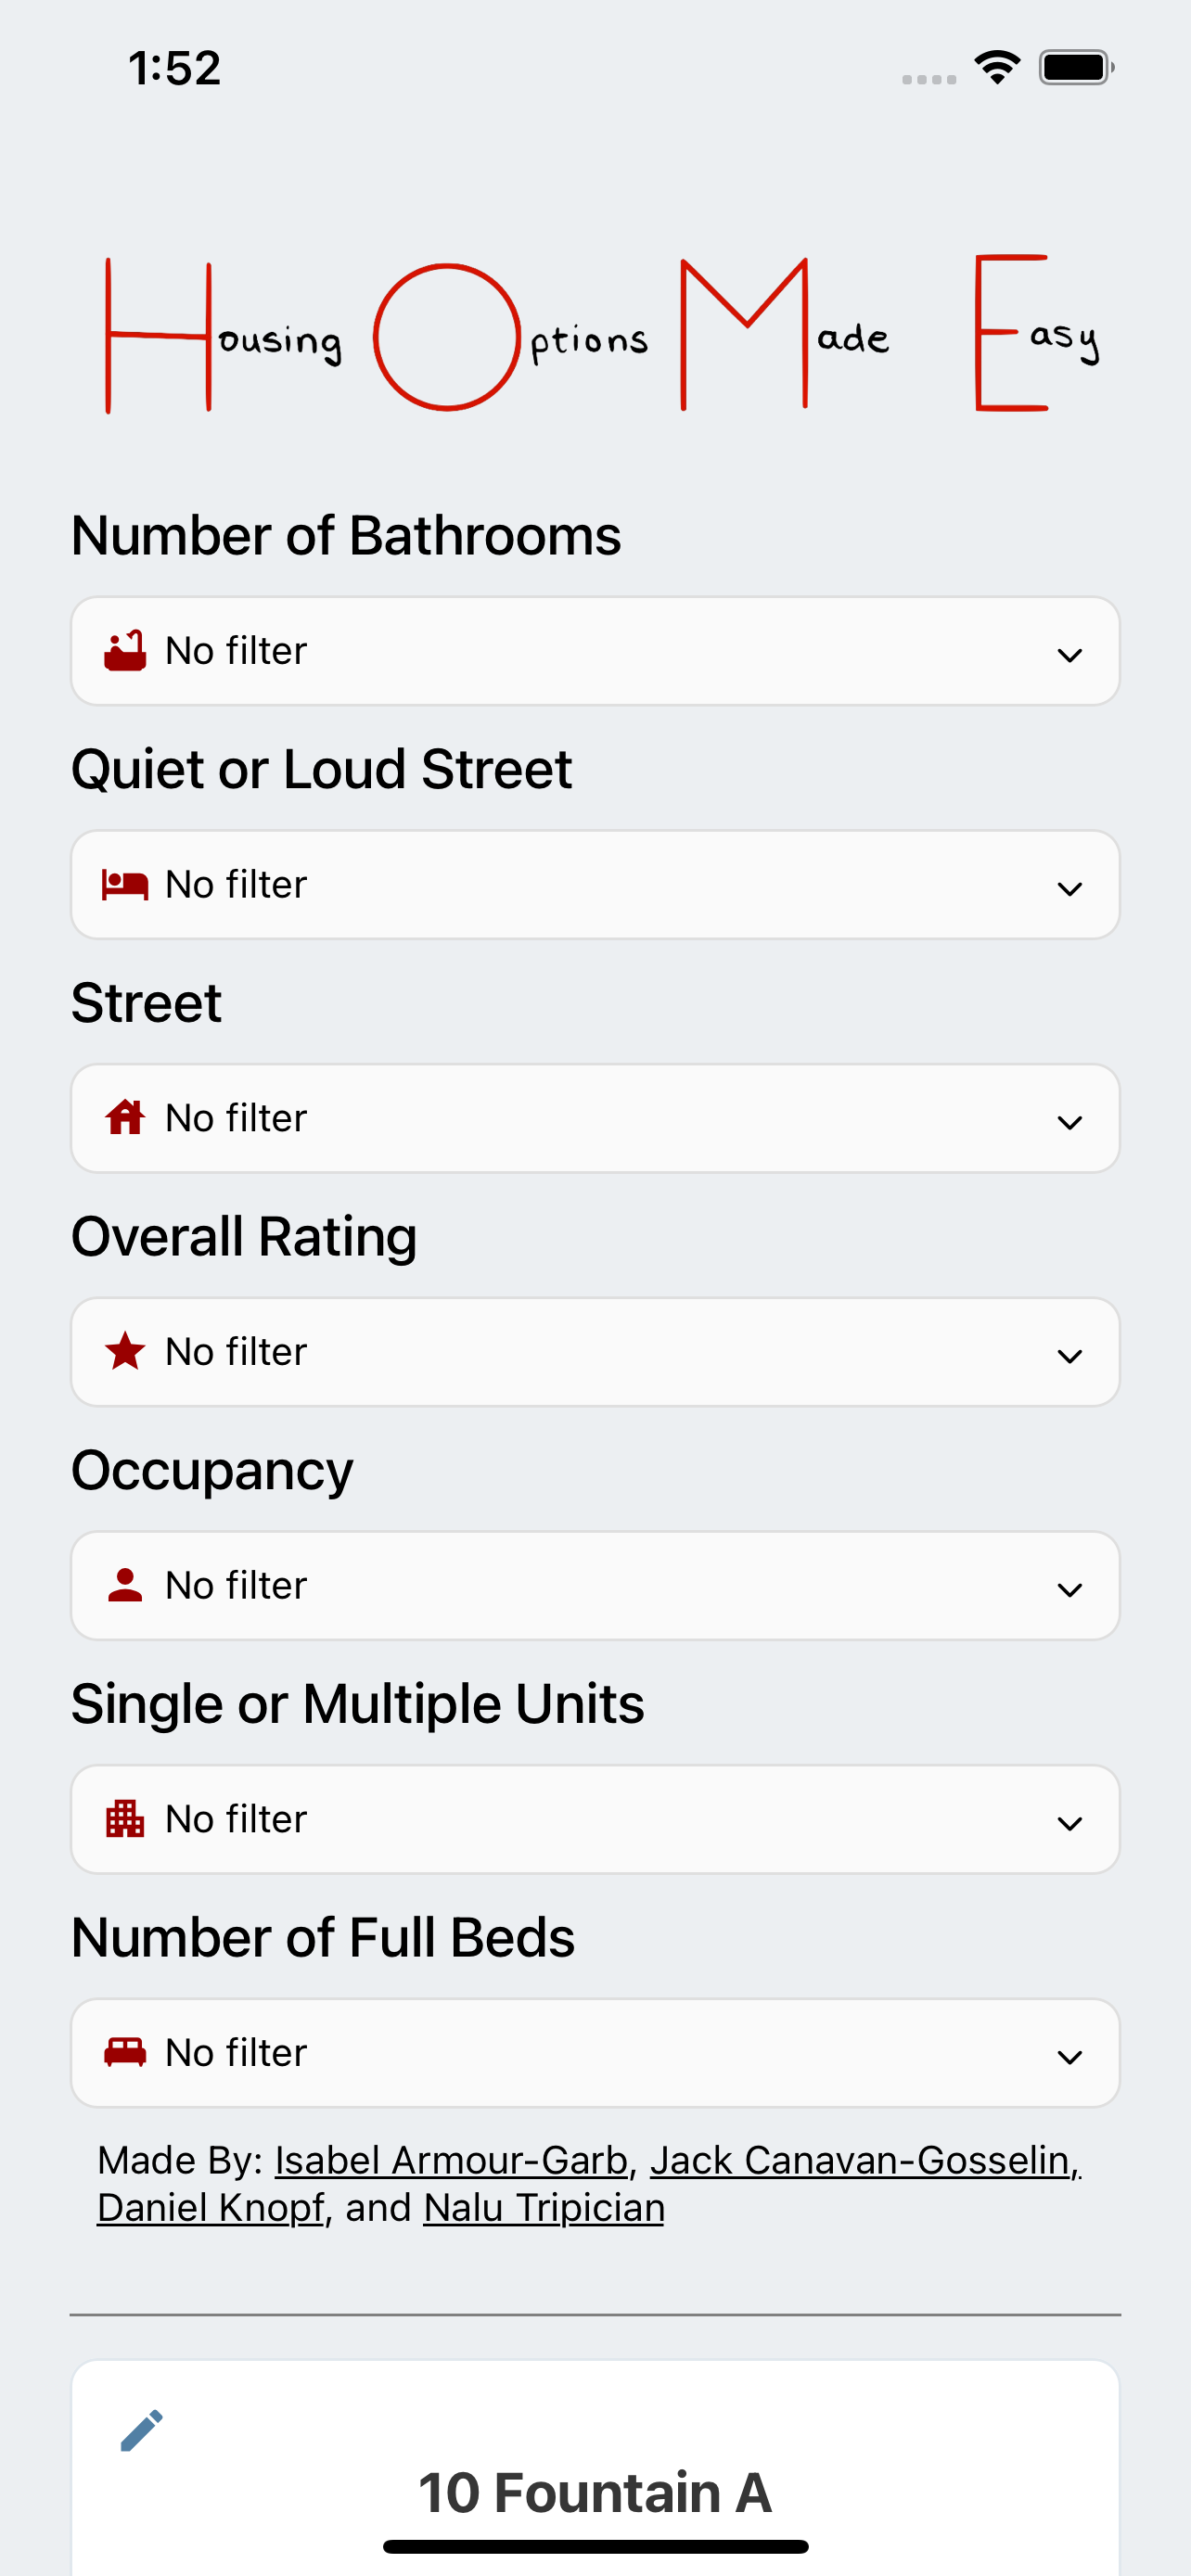 1:52
Housing Options Made Easy
Number of Bathrooms
No filter
Quiet or Loud Street
No filter
Street
No filter
Overall Rating
No filter
Occupancy
No filter
Single or Multiple Units
No filter
Number of Full Beds
No filter
Made By: Isabel Armour-Garb, Jack Canavan-Gosselin,
Daniel Knopf, and Nalu Tripician
10 Fountain A